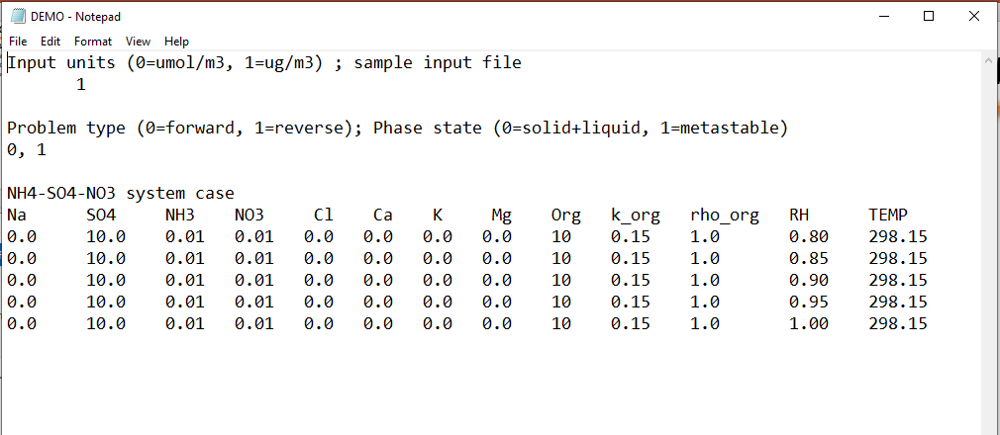 DEMO - Notepad
File Edit Format View Help
Input units (0=umol/m3, 1=ug/m3) ; sample input file
1
Problem type (0=forward, 1=reverse); Phase state (0=solid+liquid, 1=metastable)
0, 1
NH4-SO4-NO3 system case
Na SO4 NH3 NO3 Cl Ca K Mg Org k_org rho_org RH TEMP
0.0 10.0 0.01 0.01 0.0 0.0 0.0 0.0 10 0.15 1.0 0.80 298.15
0.0 10.0 0.01 0.01 0.0 0.0 0.0 0.0 10 0.15 1.0 0.85 298.15
0.0 10.0 0.01 0.01 0.0 0.0 0.0 0.0 10 0.15 1.0 0.90 298.15
0.0 10.0 0.01 0.01 0.0 0.0 0.0 0.0 10 0.15 1.0 0.95 298.15
0.0 10.0 0.01 0.01 0.0 0.0 0.0 0.0 10 0.15 1.0 1.00 298.15